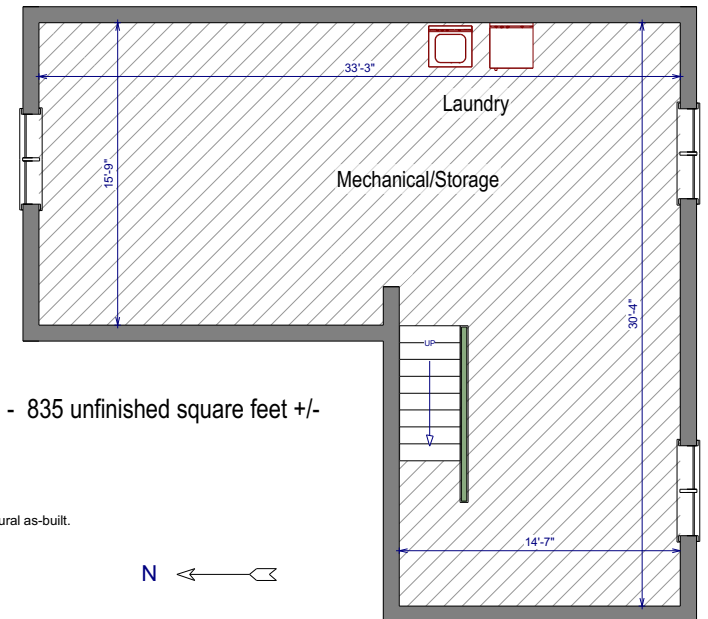 33'-3"
Laundry
15'-9"
Mechanical/Storage
30'-4"
UP
- 835 unfinished square feet +/-
ural as-built.
14'-7"
N